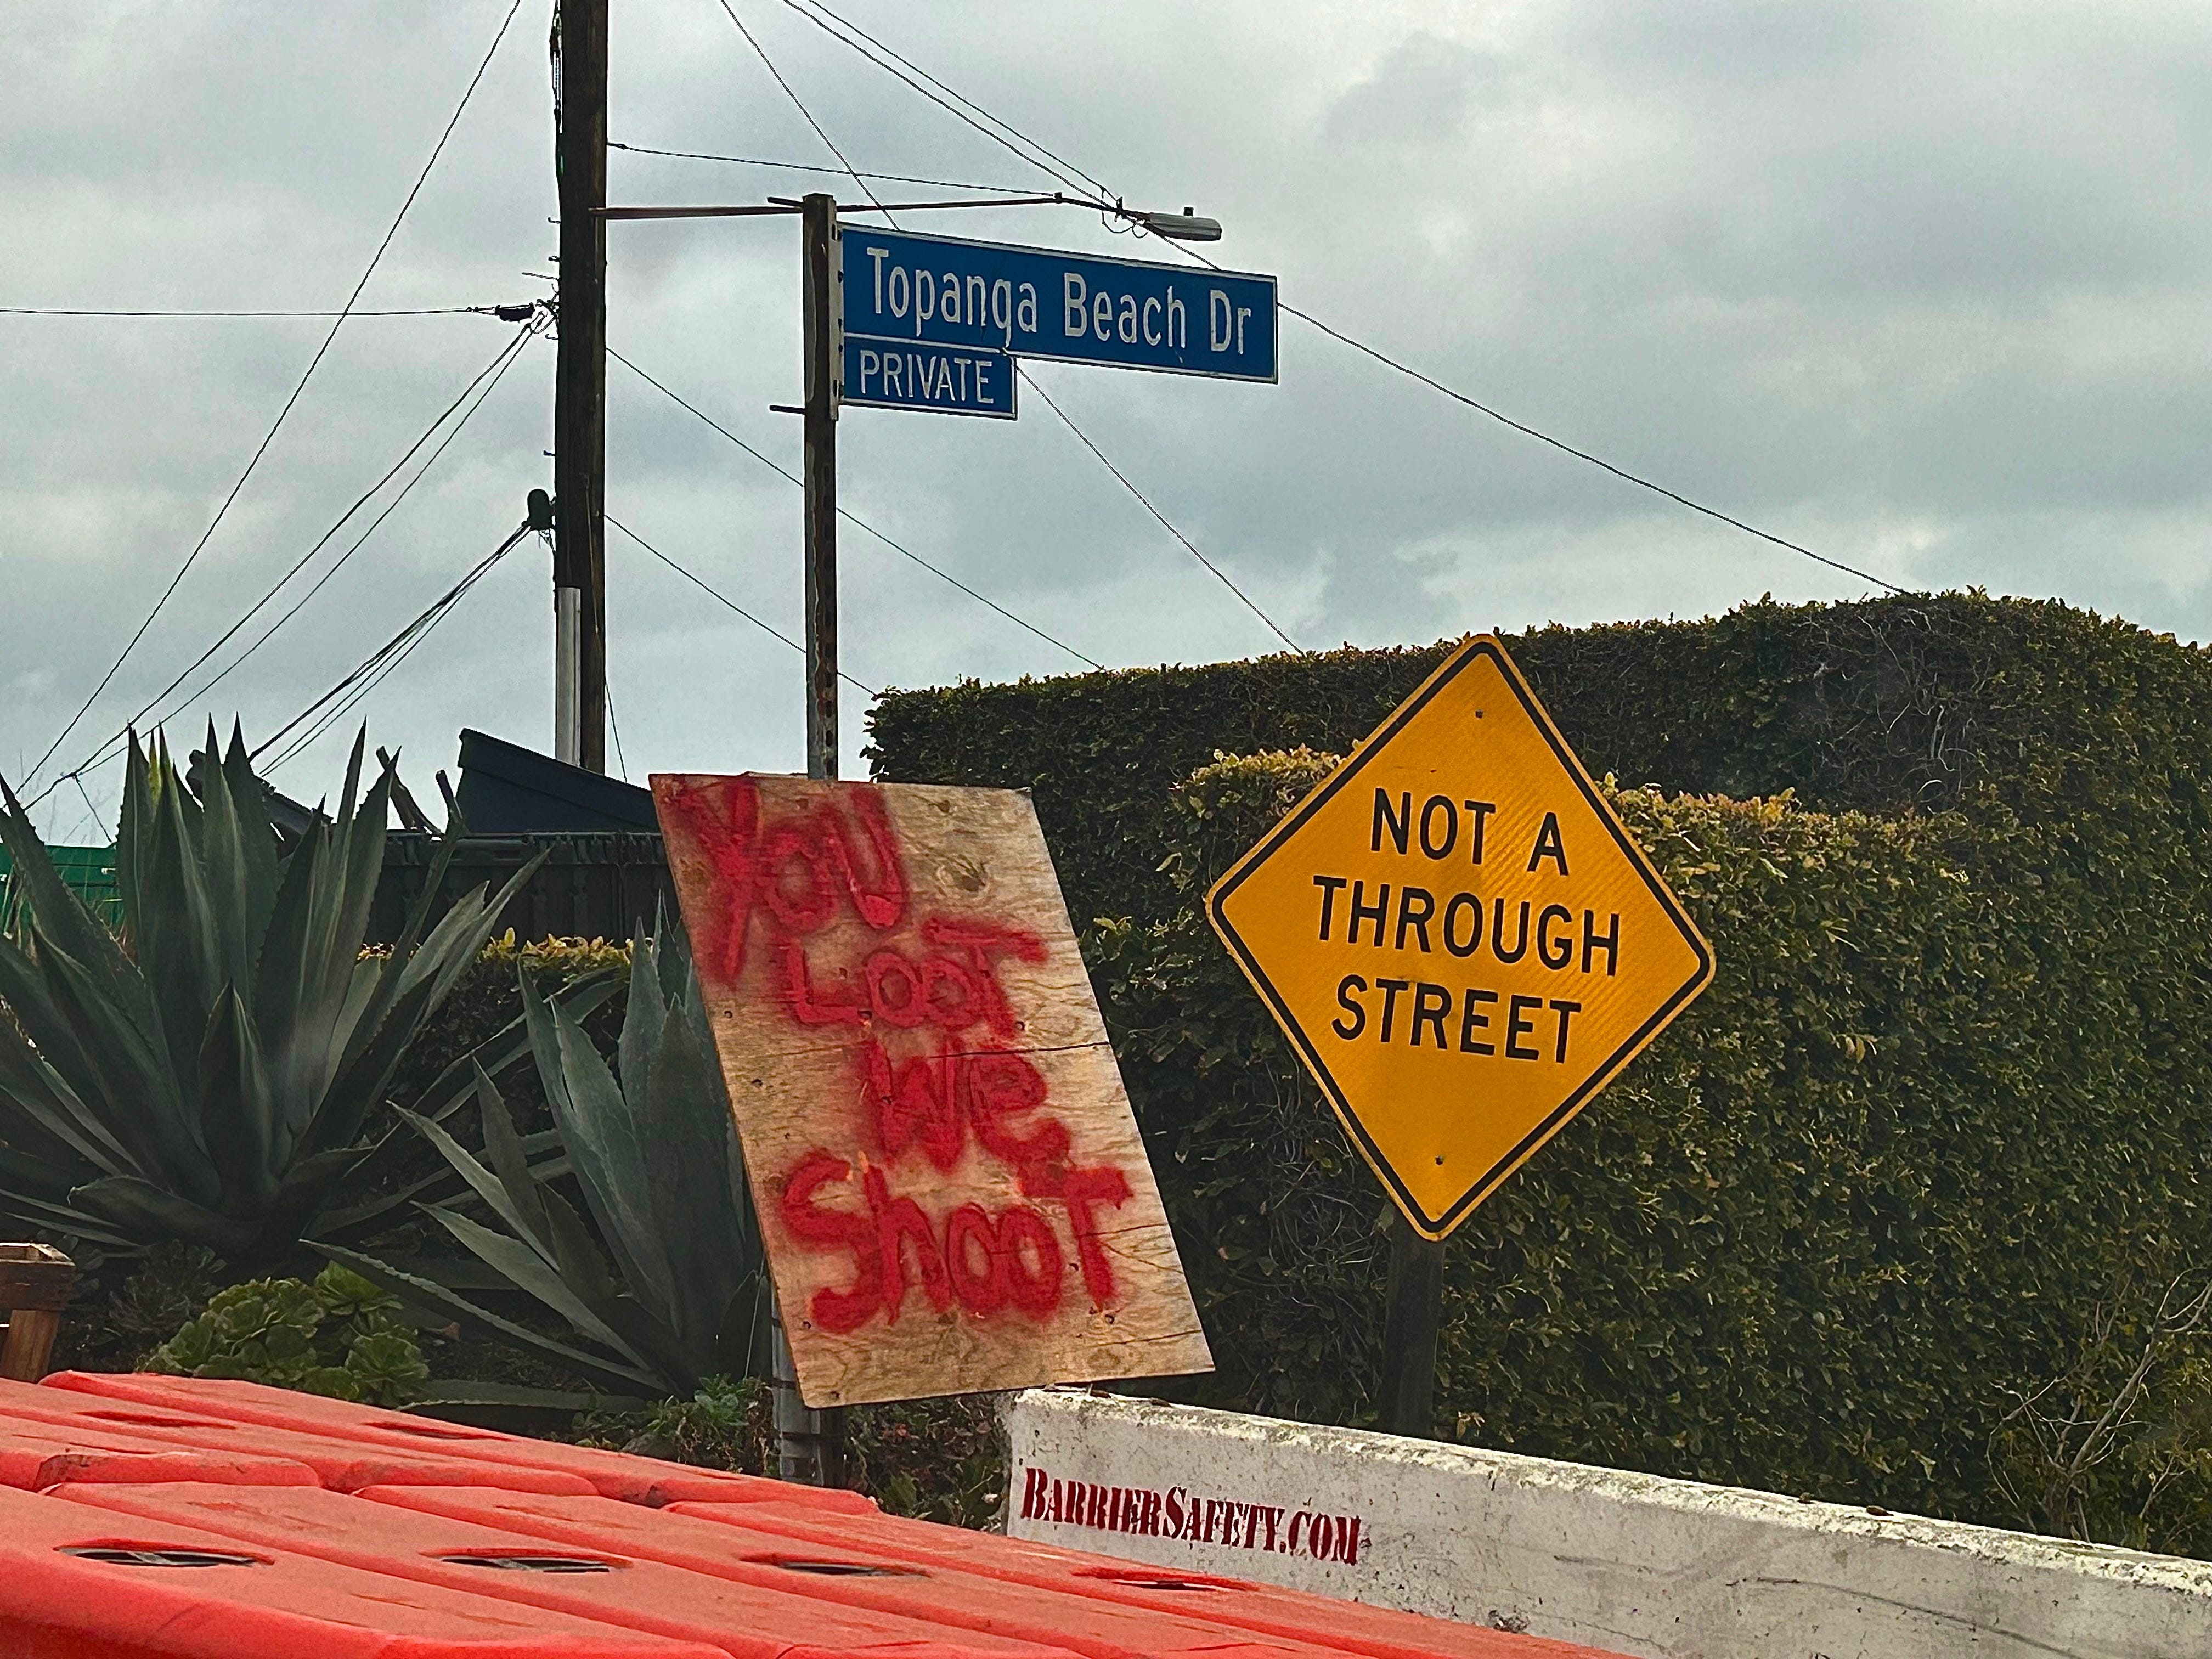 Topanga Beach Dr
PRIVATE
YOU
LOOT
We
ShooT
NOT A
THROUGH
STREET
BARRIERSAFETY.COM